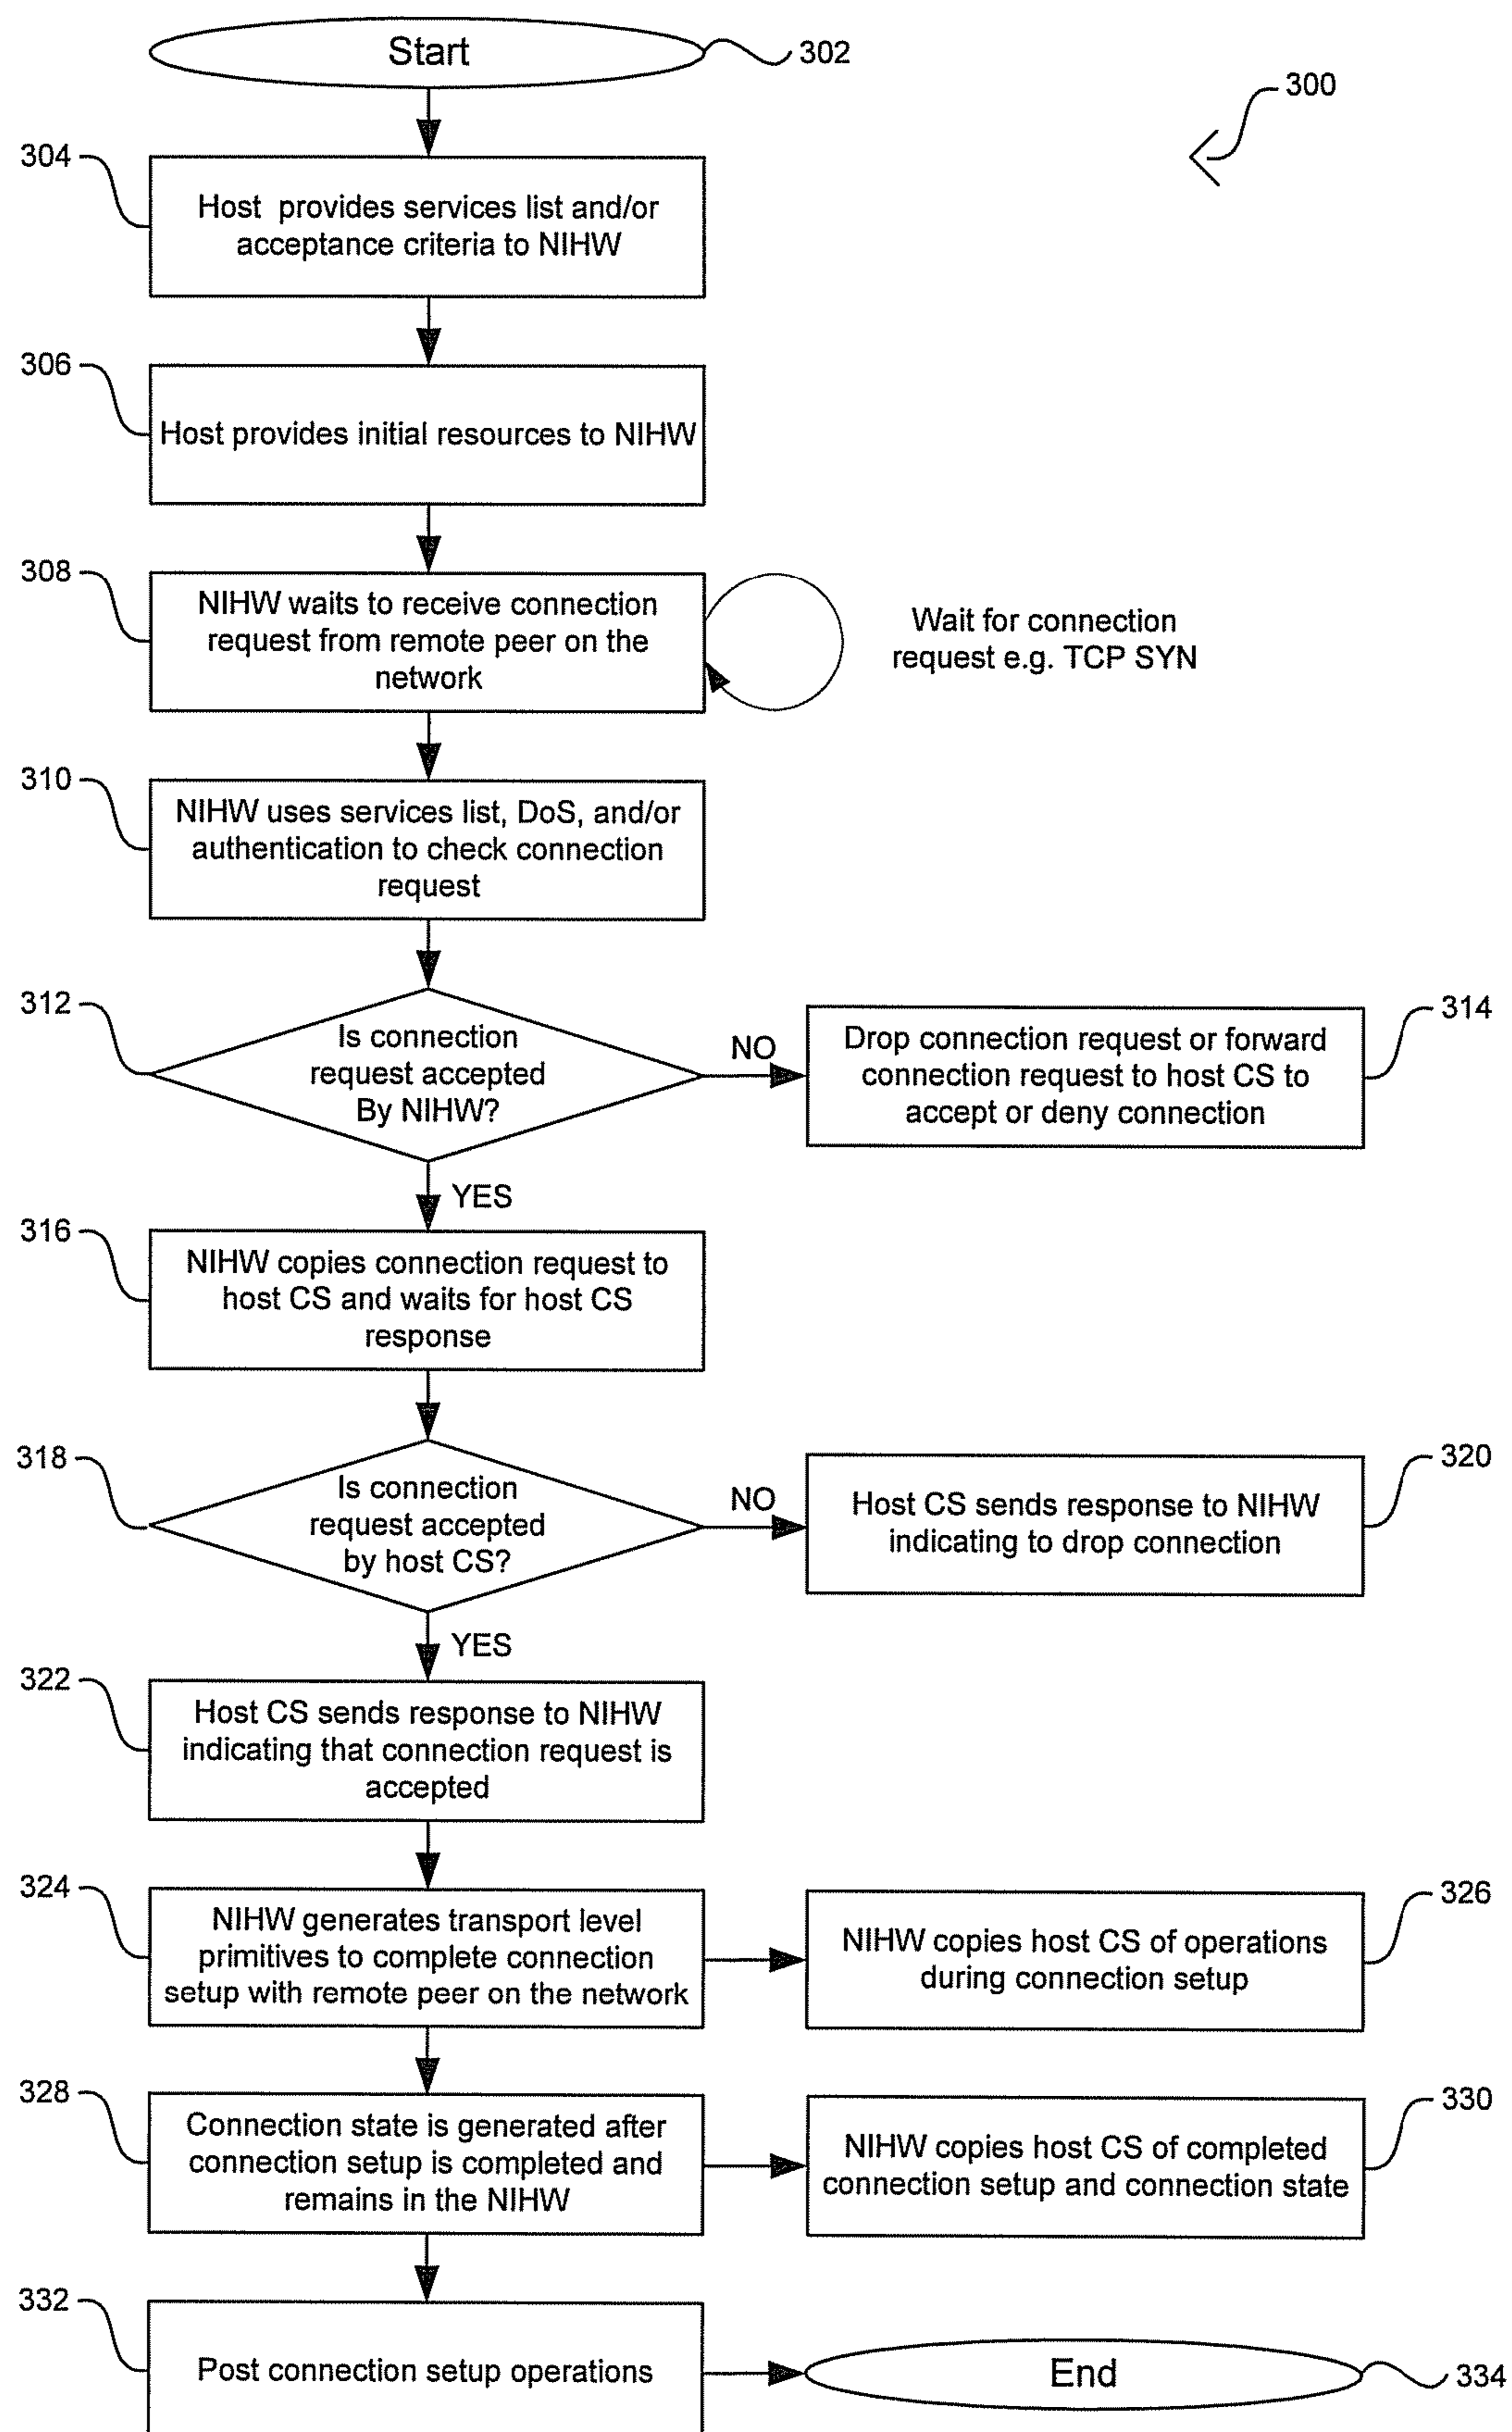 Start
302
300
304
Host provides services list and/or
acceptance criteria to NIHW
306
Host provides initial resources to NIHW
308
NIHW waits to receive connection
request from remote peer on the
network
Wait for connection
request e.g. TCP SYN
310
NIHW uses services list, DoS, and/or
authentication to check connection
request
312
Is connection
request accepted
By NIHW?
NO
Drop connection request or forward
connection request to host CS to
accept or deny connection
314
YES
316
NIHW copies connection request to
host CS and waits for host CS
response
318
Is connection
request accepted
by host CS?
NO
Host CS sends response to NIHW
indicating to drop connection
320
YES
322
Host CS sends response to NIHW
indicating that connection request is
accepted
324
NIHW generates transport level
primitives to complete connection
setup with remote peer on the network
NIHW copies host CS of operations
during connection setup
326
328
Connection state is generated after
connection setup is completed and
remains in the NIHW
NIHW copies host CS of completed
connection setup and connection state
330
332
Post connection setup operations
End
334